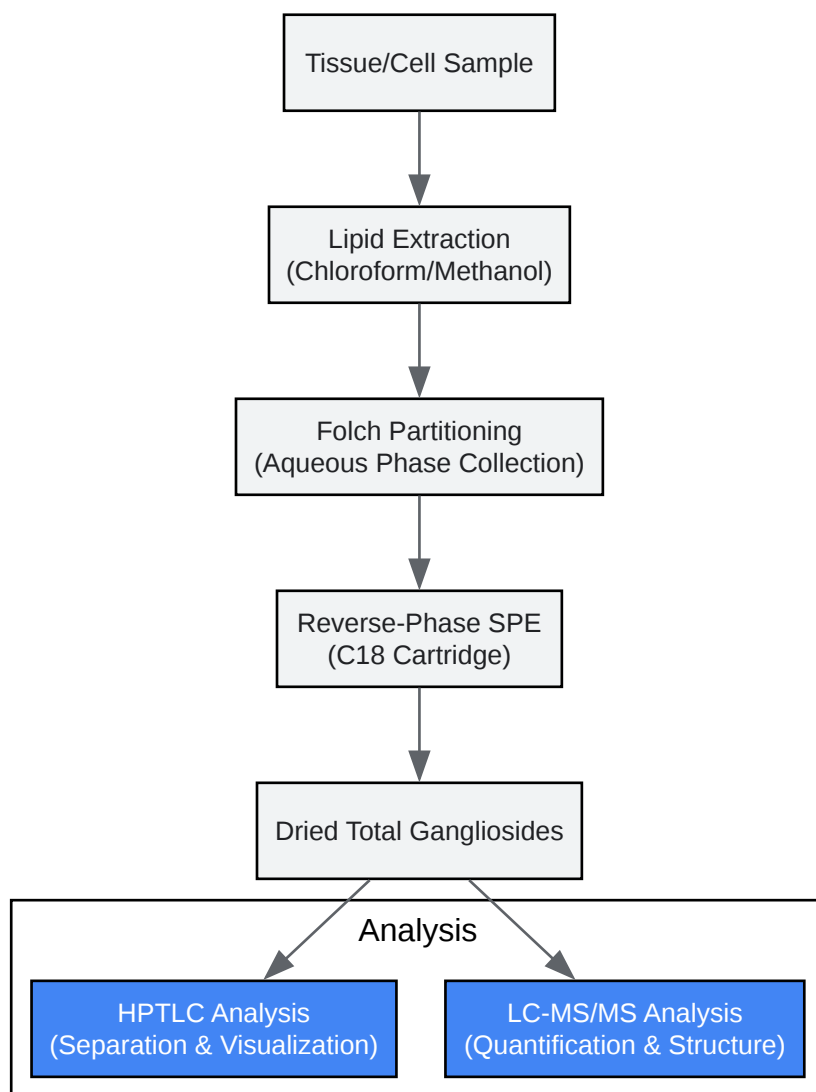 Tissue/Cell Sample
Lipid Extraction
(Chloroform/Methanol)
Folch Partitioning
(Aqueous Phase Collection)
Reverse-Phase SPE
(C18 Cartridge)
Dried Total Gangliosides
Analysis
HPTLC Analysis
(Separation & Visualization)
LC-MS/MS Analysis
(Quantification & Structure)